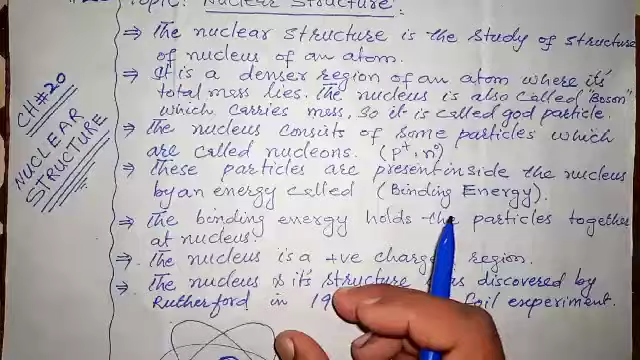 Topic: Nuclear Structure:
CH#20
NUCLEAR
STRUCTURE
⇒ The nuclear structure is the study of structure
of nucleus of an atom.
⇒ It is a denser region of an atom where it's
total mass lies. The nucleus is also called "Boson"
which carries mass, so it is called god particle.
⇒ The nucleus consists of some particles which
are called nucleons. (p⁺, n⁰)
⇒ These particles are present inside the nucleus
by an energy called (Binding Energy).
⇒ The binding energy holds the particles together
at nucleus.
⇒ The nucleus is a +ve charge region.
⇒ The nucleus & it's structure was discovered by
Rutherford in foil experiment.